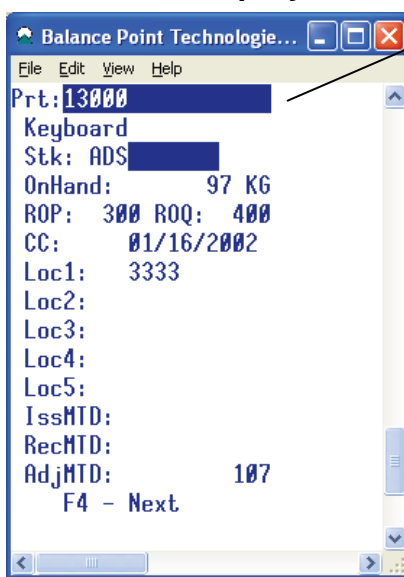 Balance Point Technologie...
File Edit View Help
Prt: 13000
Keyboard
Stk: ADS
OnHand: 97 KG
ROP: 300 ROQ: 400
CC: 01/16/2002
Loc1: 3333
Loc2:
Loc3:
Loc4:
Loc5:
IssMTD:
RecMTD:
AdjMTD: 107
F4 - Next